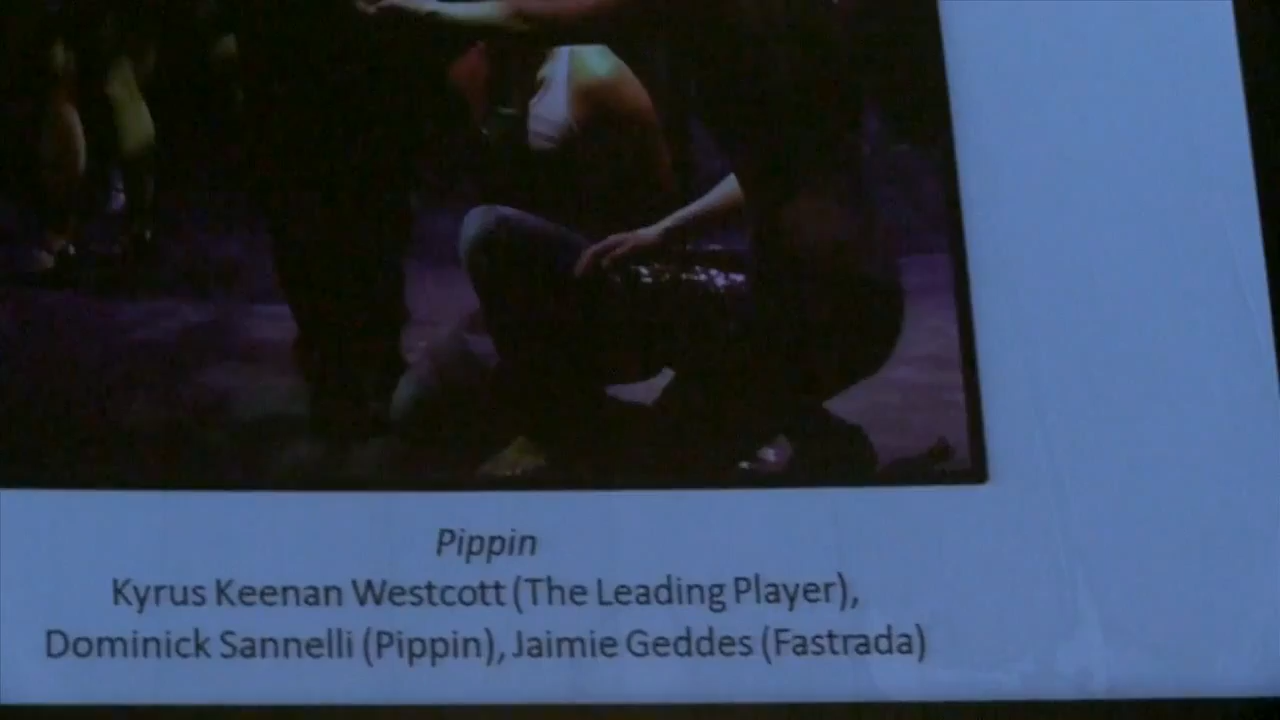 Pippin
Kyrus Keenan Westcott (The Leading Player),
Dominick Sannelli (Pippin), Jaimie Geddes (Fastrada)